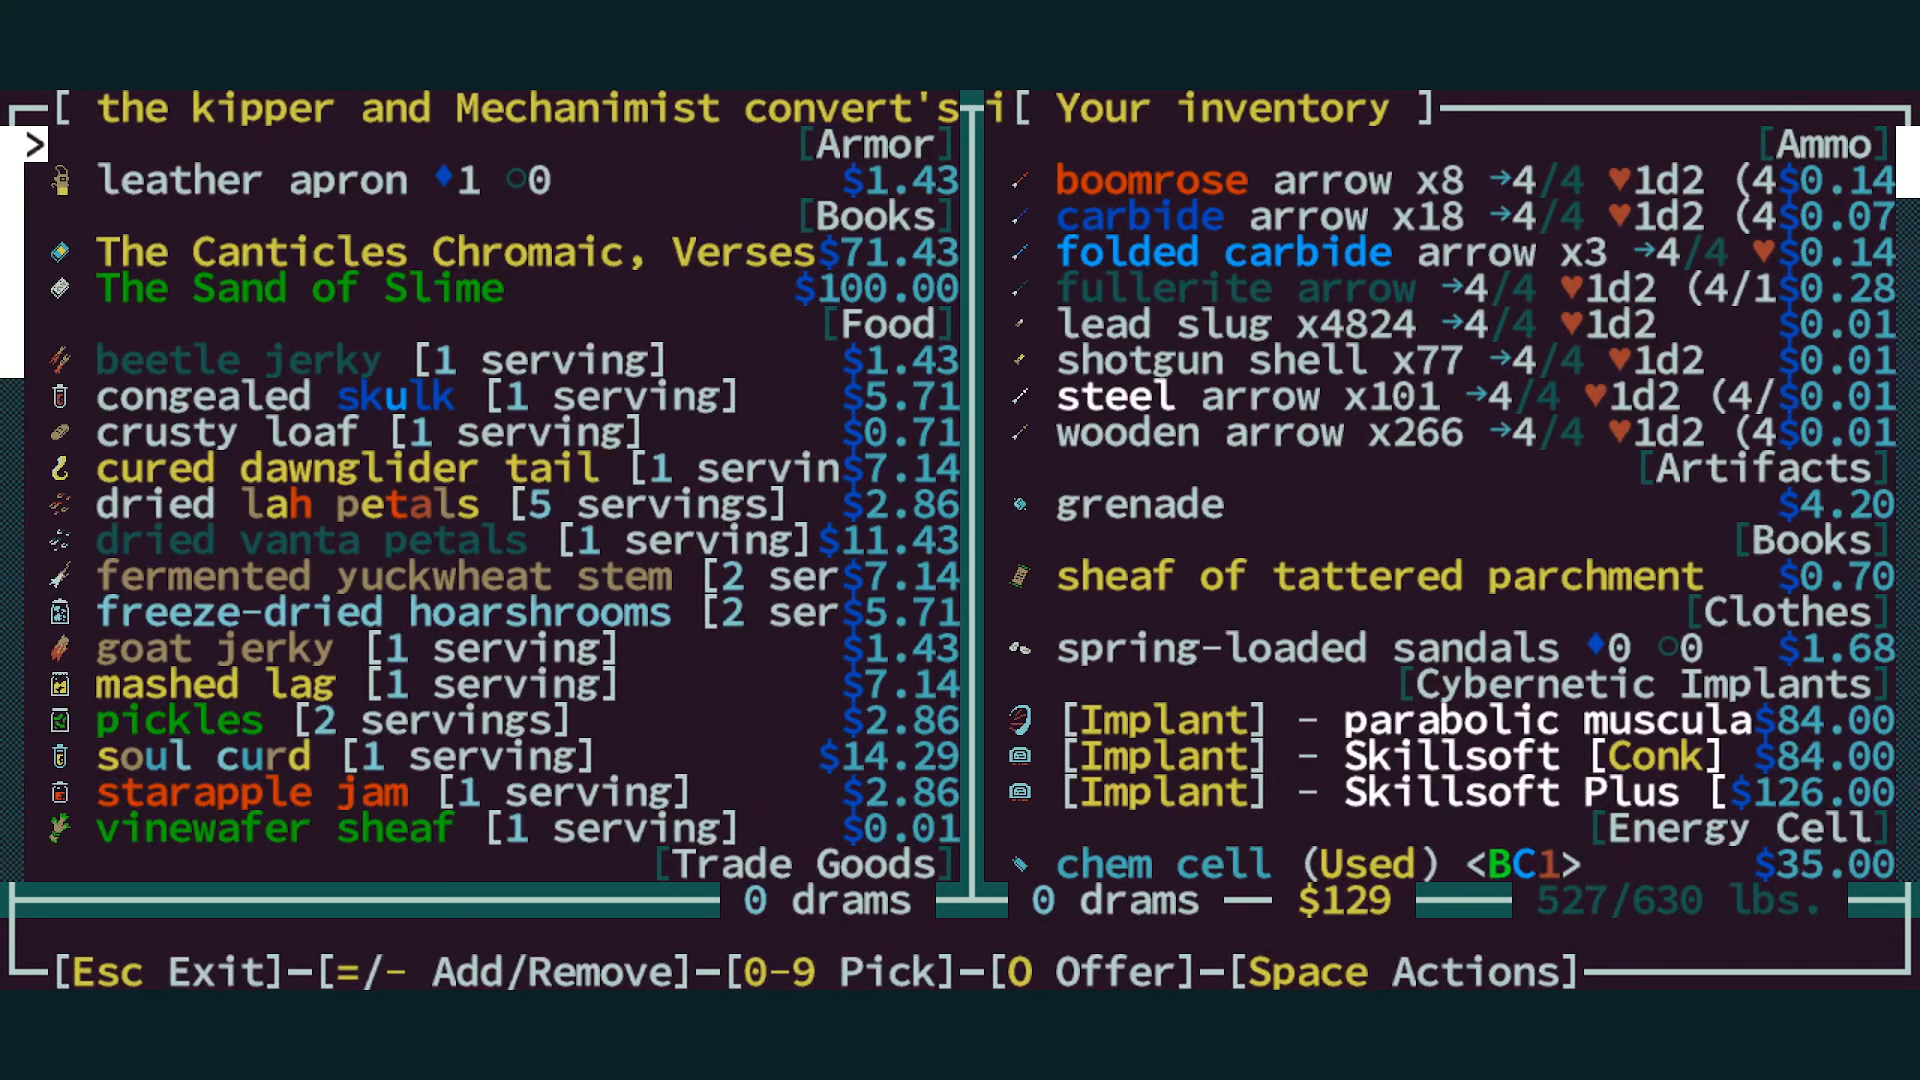 [ the kipper and Mechanimist convert's i
>
[Armor]
leather apron ♦1 ○0 $1.43
[Books]
The Canticles Chromaic, Verses $71.43
The Sand of Slime $100.00
[Food]
beetle jerky [1 serving] $1.43
congealed skulk [1 serving] $5.71
crusty loaf [1 serving] $0.71
cured dawnglider tail [1 servin $7.14
dried lah petals [5 servings] $2.86
dried vanta petals [1 serving] $11.43
fermented yuckwheat stem [2 ser $7.14
freeze-dried hoarshrooms [2 ser $5.71
goat jerky [1 serving] $1.43
mashed lag [1 serving] $7.14
pickles [2 servings] $2.86
soul curd [1 serving] $14.29
starapple jam [1 serving] $2.86
vinewafer sheaf [1 serving] $0.01
[Trade Goods]
0 drams
[ Your inventory ]
[Ammo]
boomrose arrow x8 →4/4 ♥1d2 (4 $0.14
carbide arrow x18 →4/4 ♥1d2 (4 $0.07
folded carbide arrow x3 →4/4 ♥ $0.14
fullerite arrow →4/4 ♥1d2 (4/1 $0.28
lead slug x4824 →4/4 ♥1d2 $0.01
shotgun shell x77 →4/4 ♥1d2 $0.01
steel arrow x101 →4/4 ♥1d2 (4/ $0.01
wooden arrow x266 →4/4 ♥1d2 (4 $0.01
[Artifacts]
grenade $4.20
[Books]
sheaf of tattered parchment $0.70
[Clothes]
spring-loaded sandals ♦0 ○0 $1.68
[Cybernetic Implants]
[Implant] - parabolic muscula $84.00
[Implant] - Skillsoft [Conk] $84.00
[Implant] - Skillsoft Plus [ $126.00
[Energy Cell]
chem cell (Used) <BC1> $35.00
0 drams — $129 527/630 lbs.
[Esc Exit]-[=/- Add/Remove]-[0-9 Pick]-[O Offer]-[Space Actions]